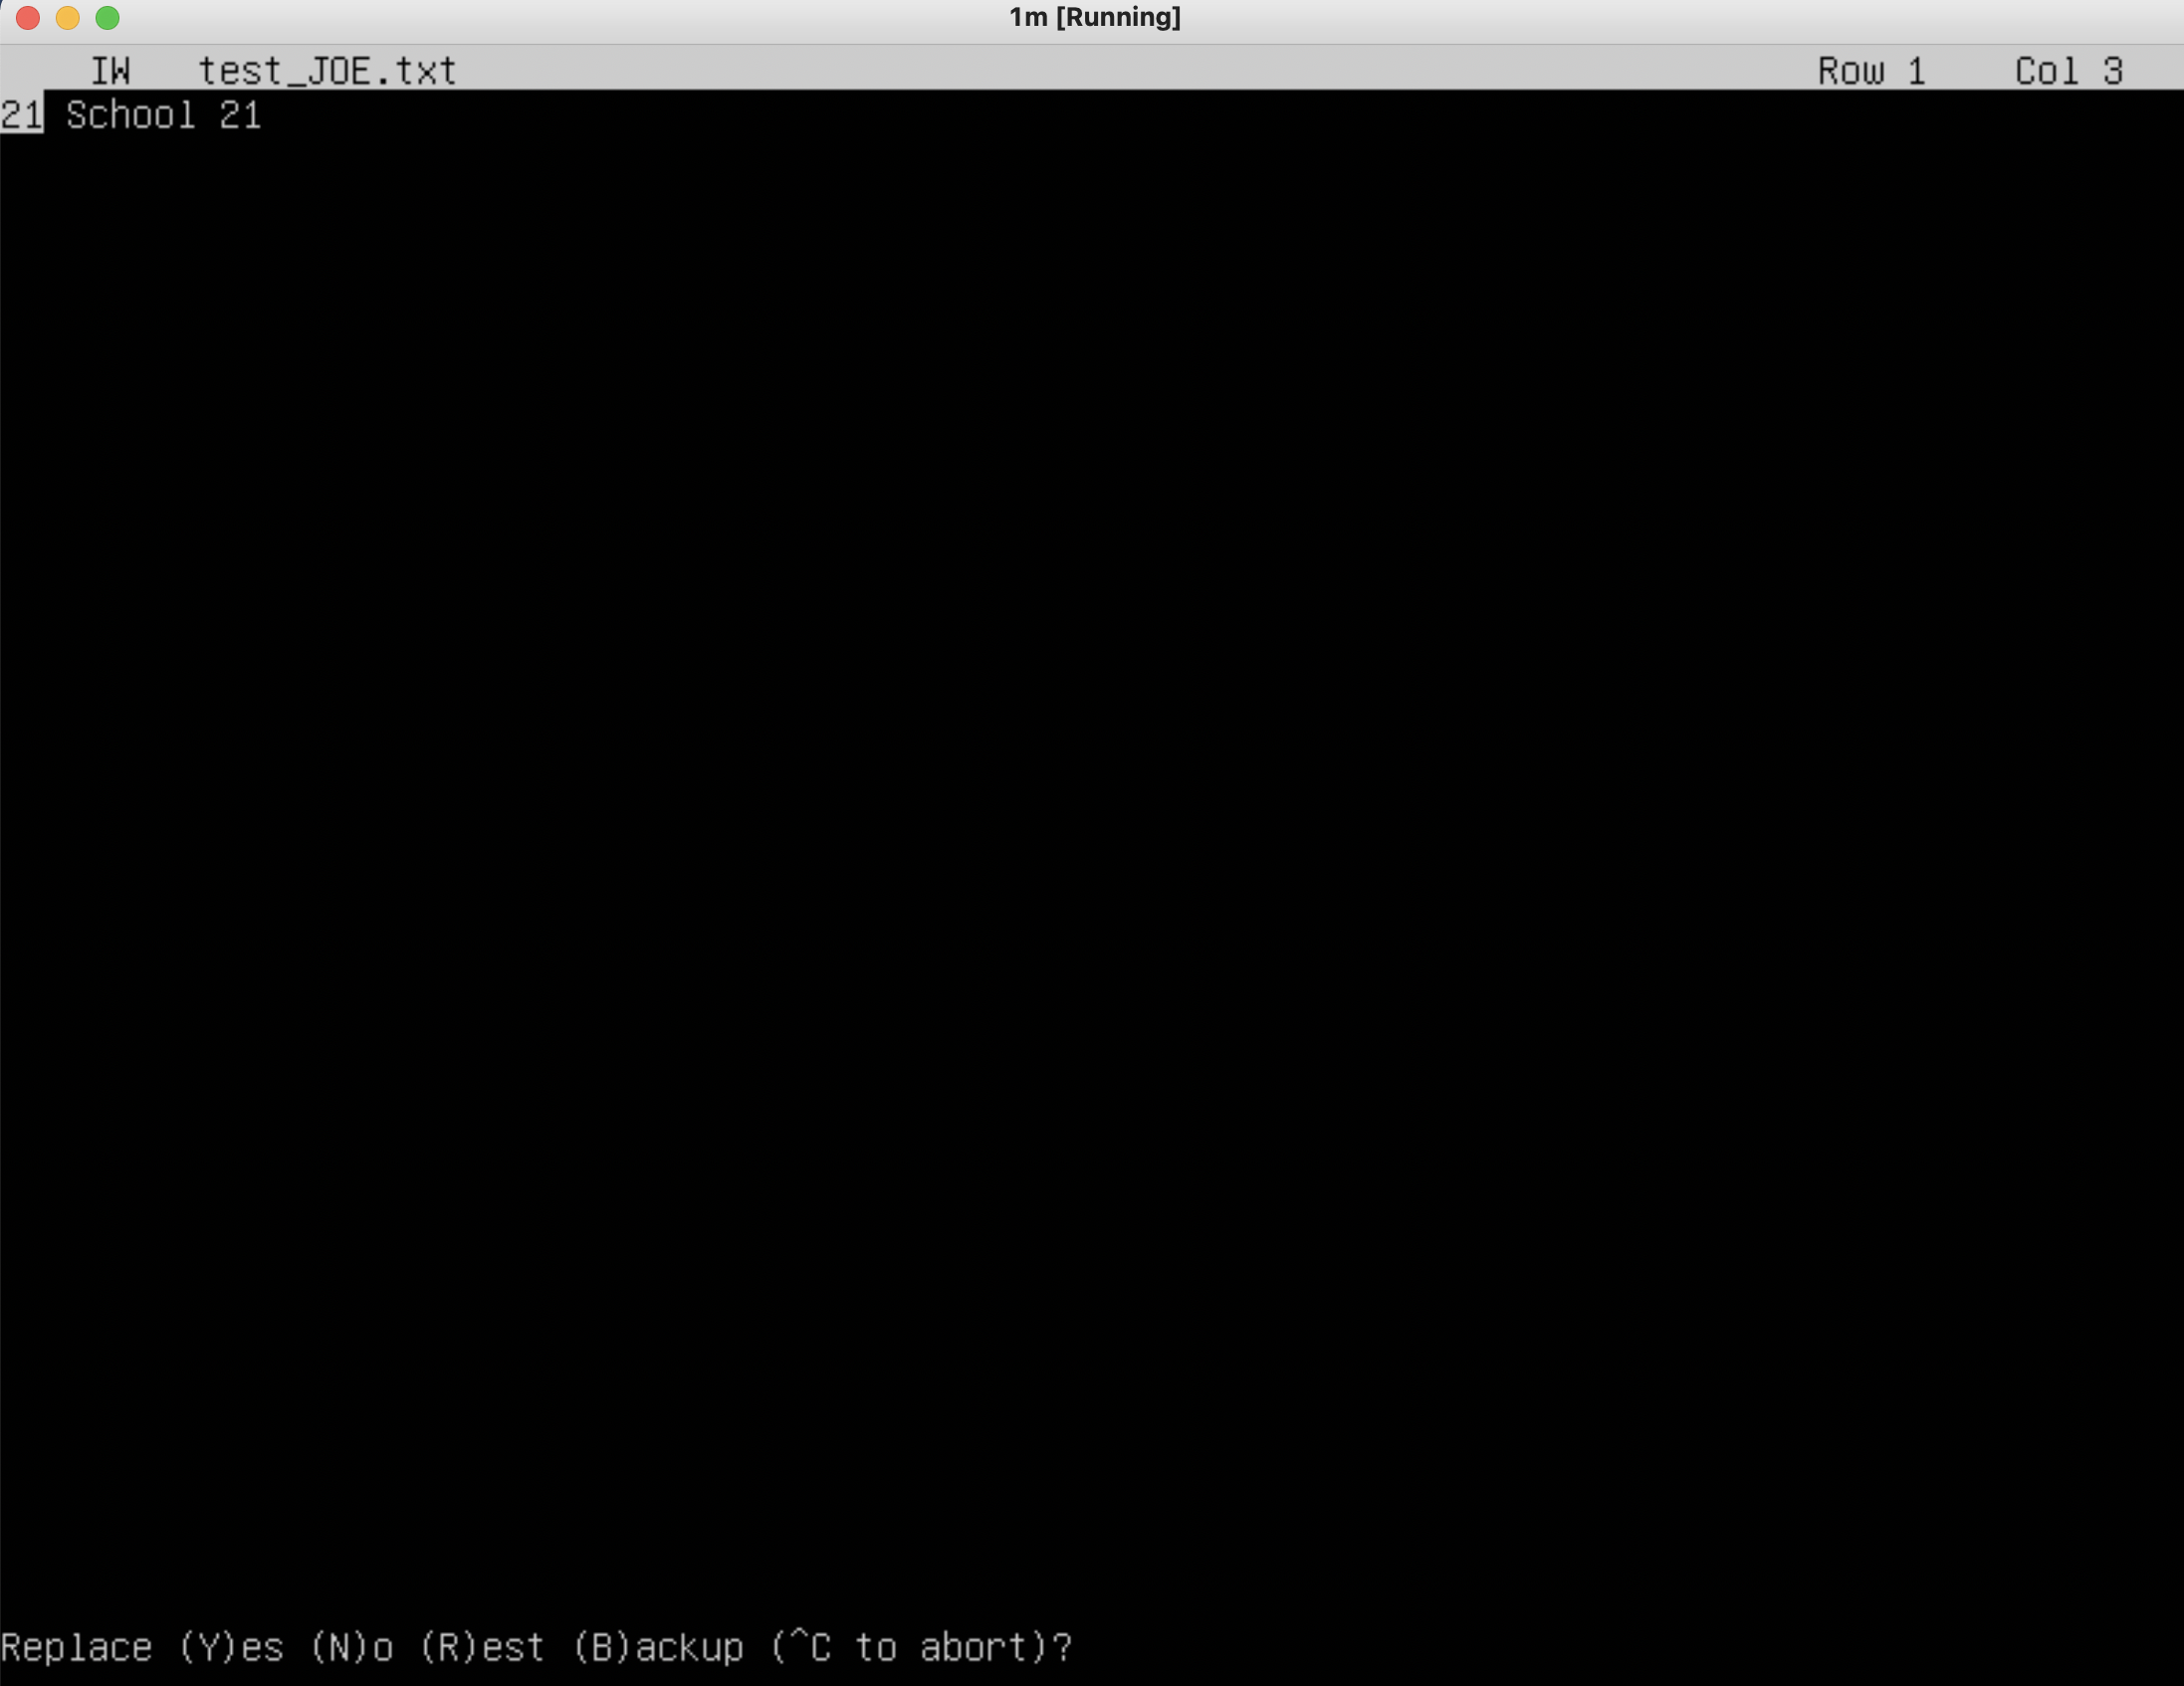 1m [Running]
IW test_JOE.txt Row 1 Col 3
21 School 21
Replace (Y)es (N)o (R)est (B)ackup (^C to abort)?